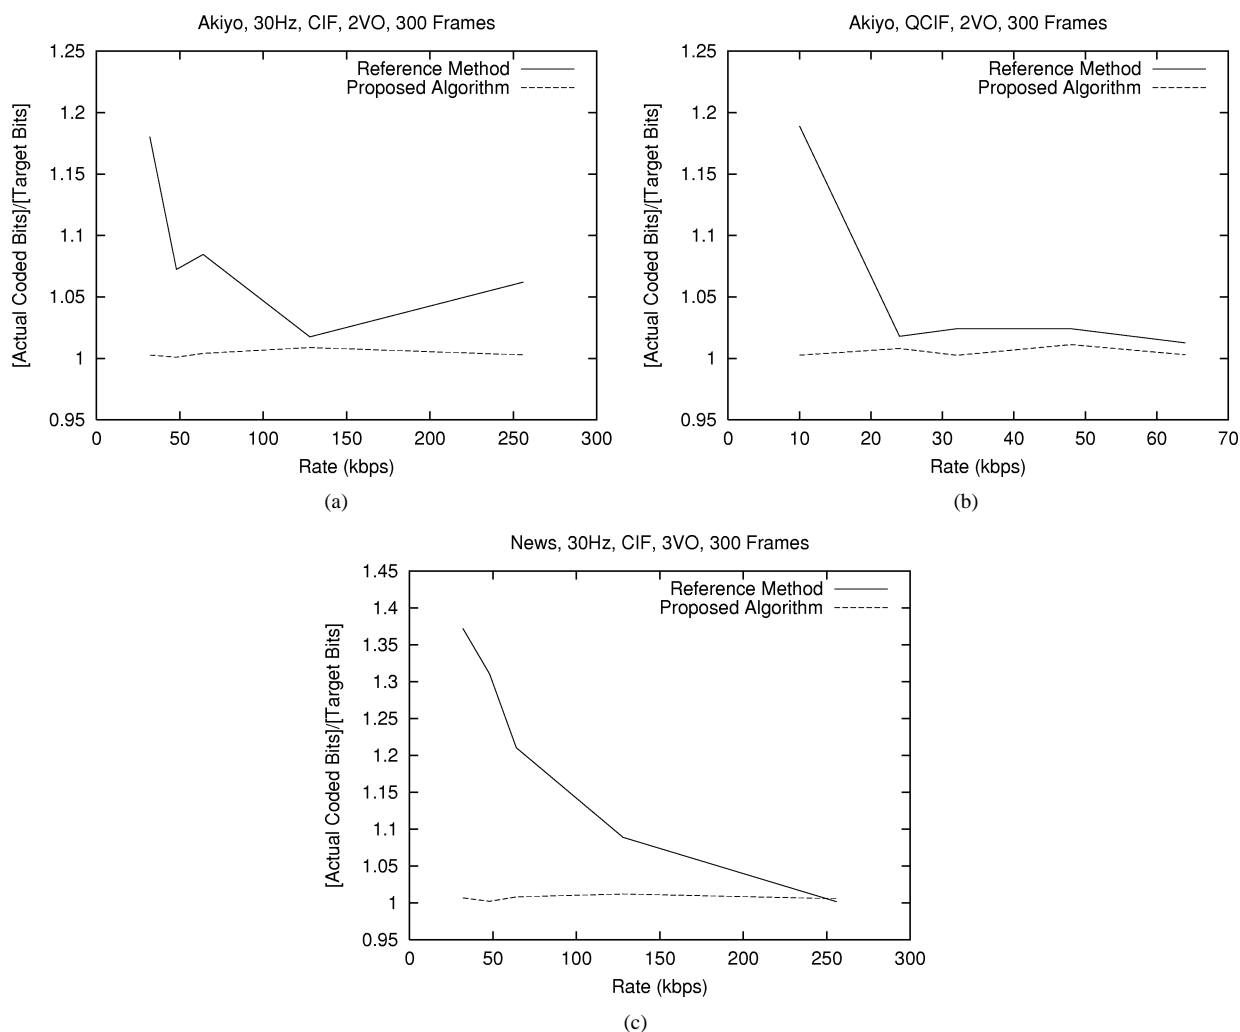 Akiyo, 30Hz, CIF, 2VO, 300 Frames
Reference Method
Proposed Algorithm
[Actual Coded Bits]/[Target Bits]
1.25
1.2
1.15
1.1
1.05
1
0.95
0 50 100 150 200 250 300
Rate (kbps)
(a)
Akiyo, QCIF, 2VO, 300 Frames
Reference Method
Proposed Algorithm
[Actual Coded Bits]/[Target Bits]
1.25
1.2
1.15
1.1
1.05
1
0.95
0 10 20 30 40 50 60 70
Rate (kbps)
(b)
News, 30Hz, CIF, 3VO, 300 Frames
Reference Method
Proposed Algorithm
[Actual Coded Bits]/[Target Bits]
1.45
1.4
1.35
1.3
1.25
1.2
1.15
1.1
1.05
1
0.95
0 50 100 150 200 250 300
Rate (kbps)
(c)